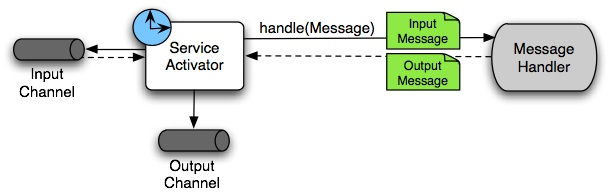 handle(Message)
Input
Message
Service
Activator
Message
Handler
Output
Message
Input
Channel
Output
Channel